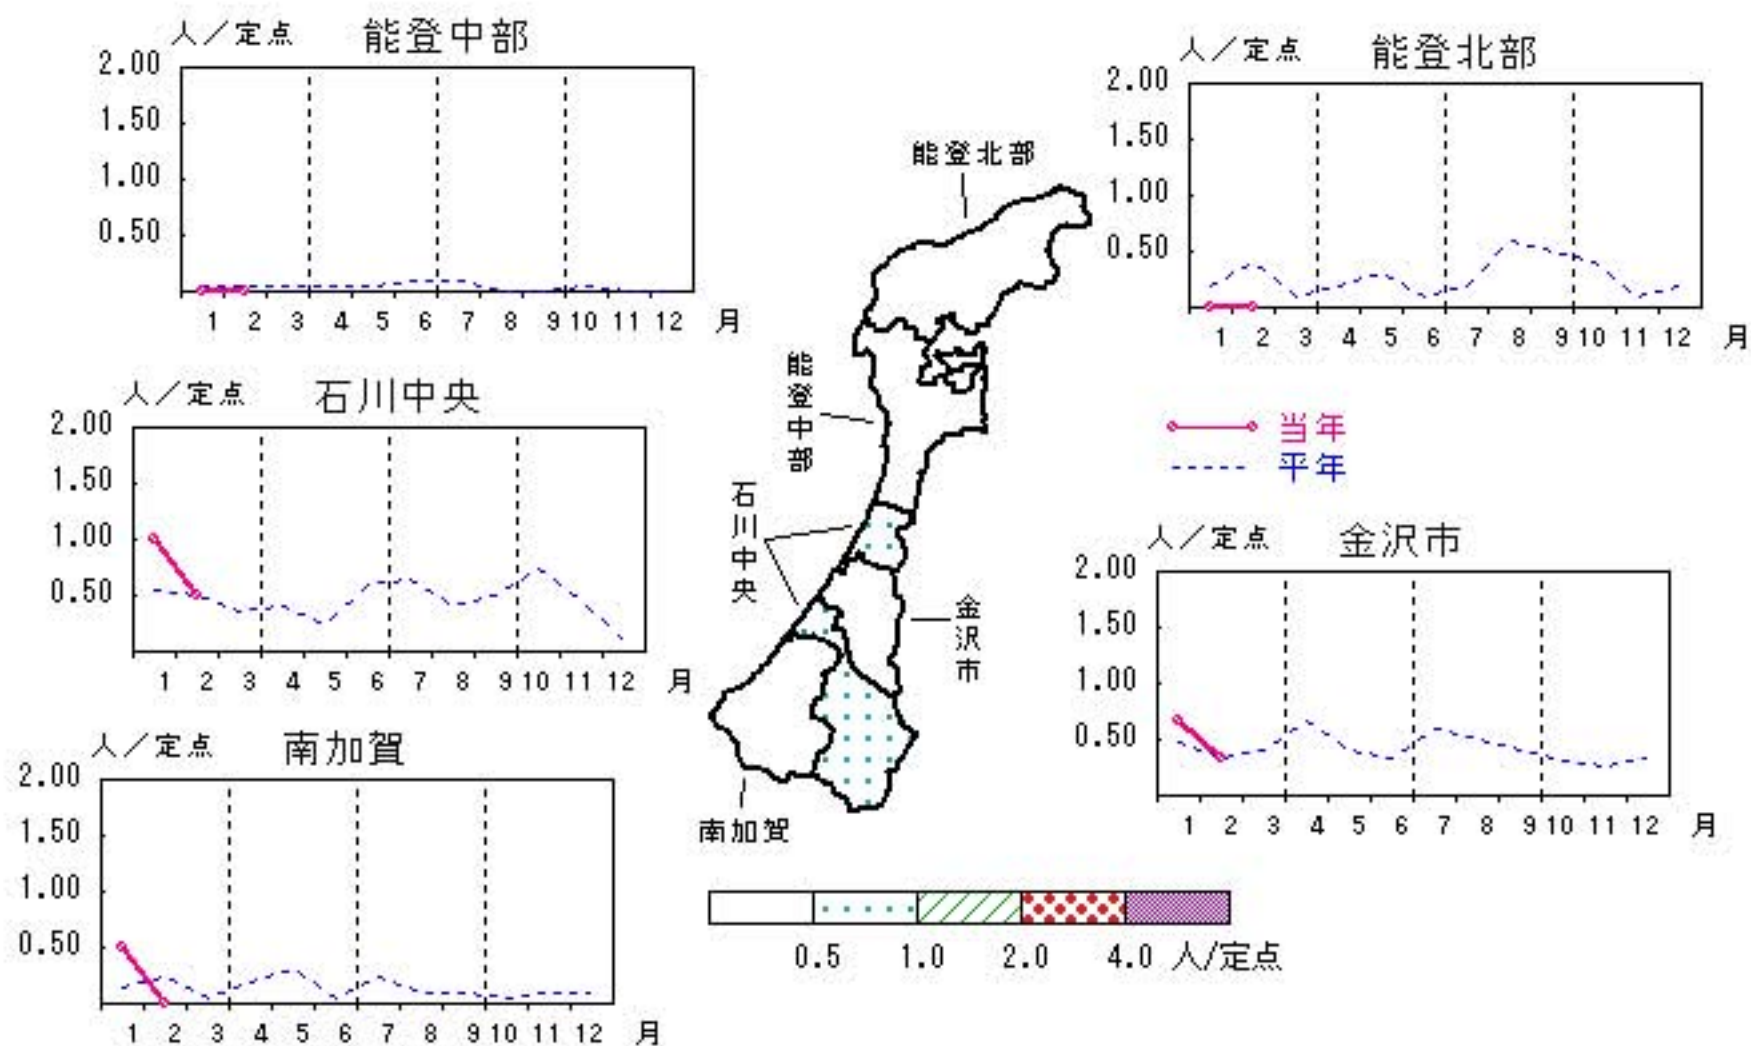 人／定点 能登中部
2.00
1.50
1.00
0.50
1 2 3 4 5 6 7 8 9 10 11 12 月
人／定点 能登北部
2.00
1.50
1.00
0.50
1 2 3 4 5 6 7 8 9 10 11 12 月
人／定点 石川中央
2.00
1.50
1.00
0.50
1 2 3 4 5 6 7 8 9 10 11 12 月
能登北部
能登中部
石川中央
金沢市
南加賀
当年
平年
人／定点 金沢市
2.00
1.50
1.00
0.50
1 2 3 4 5 6 7 8 9 10 11 12 月
人／定点 南加賀
2.00
1.50
1.00
0.50
1 2 3 4 5 6 7 8 9 10 11 12 月
0.5 1.0 2.0 4.0 人/定点